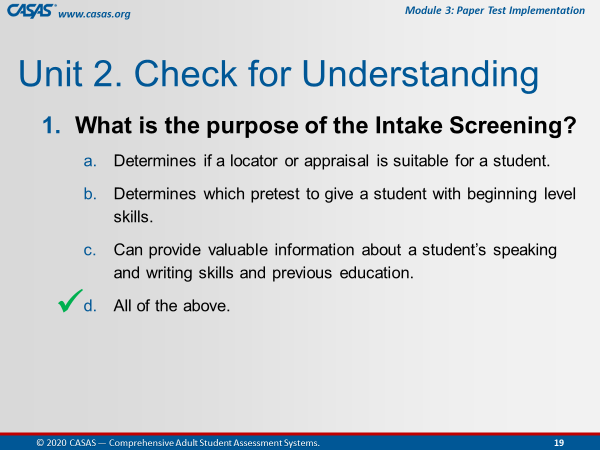 CASAS® www.casas.org
Module 3: Paper Test Implementation
Unit 2. Check for Understanding
1. What is the purpose of the Intake Screening?
a. Determines if a locator or appraisal is suitable for a student.
b. Determines which pretest to give a student with beginning level
skills.
c. Can provide valuable information about a student’s speaking
and writing skills and previous education.
d. All of the above.
© 2020 CASAS — Comprehensive Adult Student Assessment Systems.
19